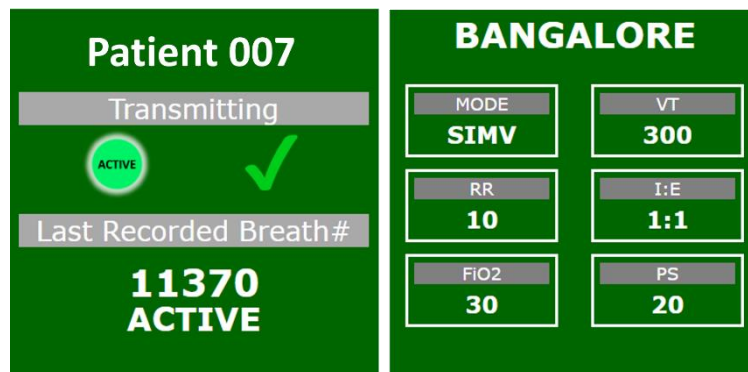 Patient 007
Transmitting
ACTIVE
Last Recorded Breath#
11370
ACTIVE
BANGALORE
MODE
SIMV
VT
300
RR
10
I:E
1:1
FiO2
30
PS
20